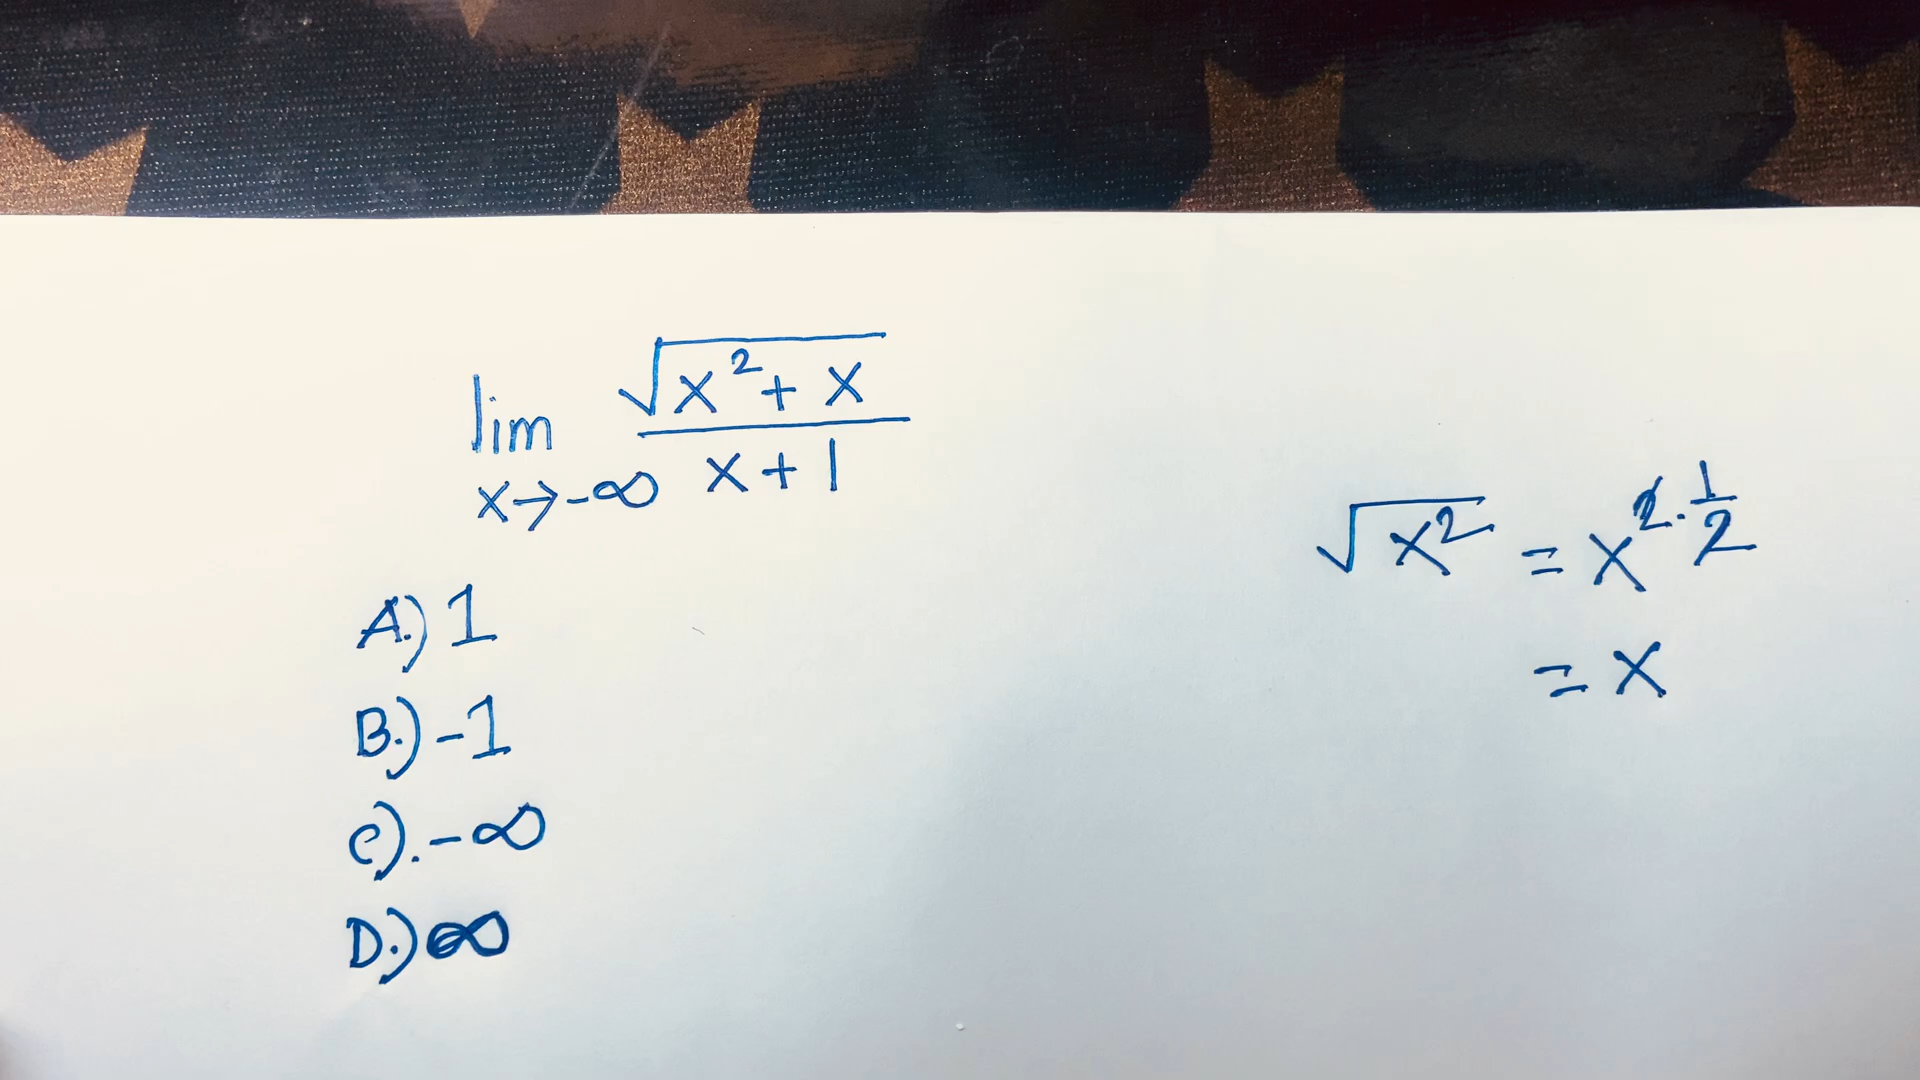 lim √(x² + x) / (x + 1)
x→-∞
A.) 1
B.) -1
C). -∞
D.) ∞
√(x²) = x^(2·1/2)
= x